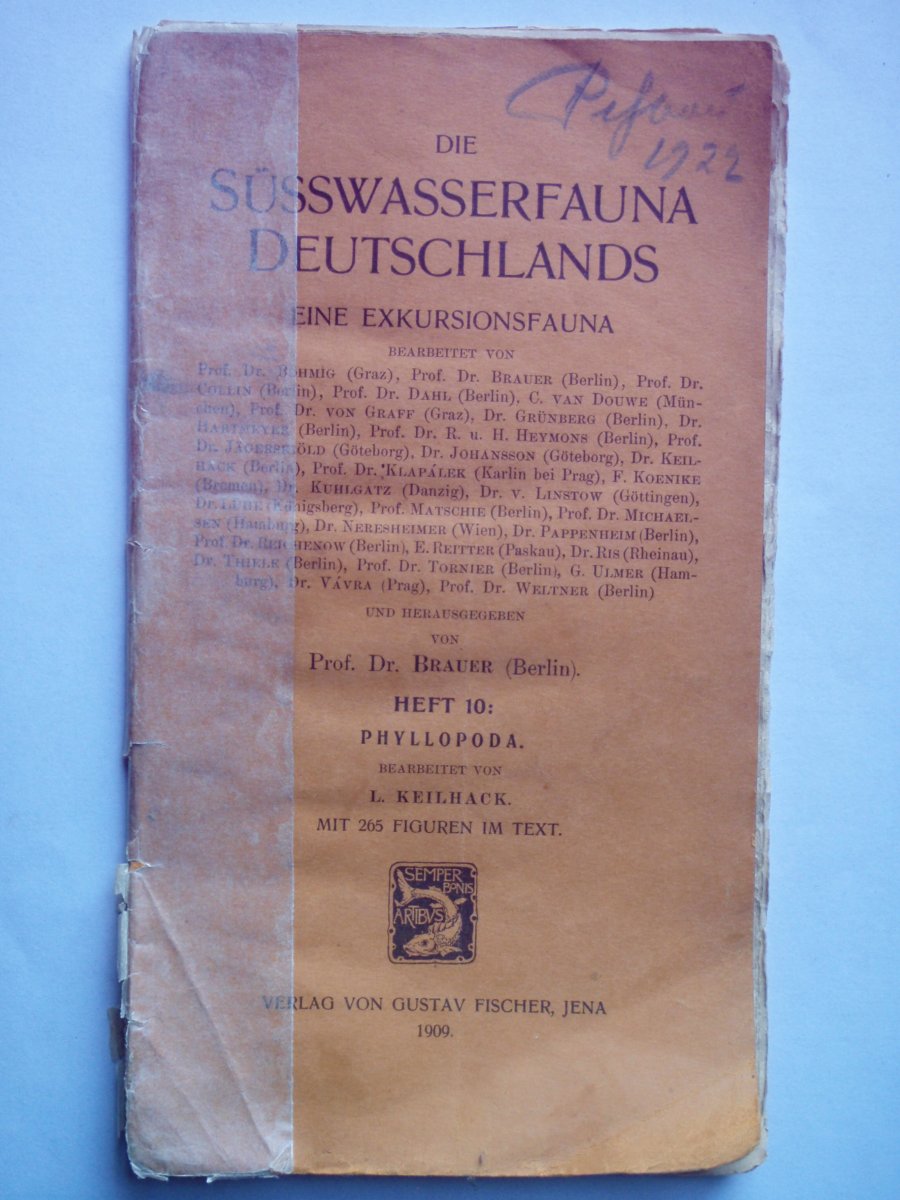 1922
DIE
SÜSSWASSERFAUNA
DEUTSCHLANDS
EINE EXKURSIONSFAUNA
BEARBEITET VON
Prof. Dr. BÖHMIG (Graz), Prof. Dr. BRAUER (Berlin), Prof. Dr.
COLLIN (Berlin), Prof. Dr. DAHL (Berlin), C. VAN DOUWE (Mün-
chen), Prof. Dr. VON GRAFF (Graz), Dr. GRÜNBERG (Berlin), Dr.
HARTMEYER (Berlin), Prof. Dr. R. u. H. HEYMONS (Berlin), Prof.
Dr. JÄGERSKIÖLD (Göteborg), Dr. JOHANSSON (Göteborg), Dr. KEIL-
HACK (Berlin), Prof. Dr. KLAPÁLEK (Karlin bei Prag), F. KOENIKE
(Bremen), Dr. KUHLGATZ (Danzig), Dr. V. LINSTOW (Göttingen),
Dr. LÜHE (Königsberg), Prof. MATSCHIE (Berlin), Prof. Dr. MICHAEL-
SEN (Hamburg), Dr. NERESHEIMER (Wien), Dr. PAPPENHEIM (Berlin),
Prof. Dr. REICHENOW (Berlin), E. REITTER (Paskau), Dr. RIS (Rheinau),
Dr. THIELE (Berlin), Prof. Dr. TORNIER (Berlin), G. ULMER (Ham-
burg), Dr. VÁVRA (Prag), Prof. Dr. WELTNER (Berlin)
UND HERAUSGEGEBEN
VON
Prof. Dr. BRAUER (Berlin).
HEFT 10:
PHYLLOPODA.
BEARBEITET VON
L. KEILHACK.
MIT 265 FIGUREN IM TEXT.
SEMPER
BONIS
ARTIBVS
VERLAG VON GUSTAV FISCHER, JENA
1909.